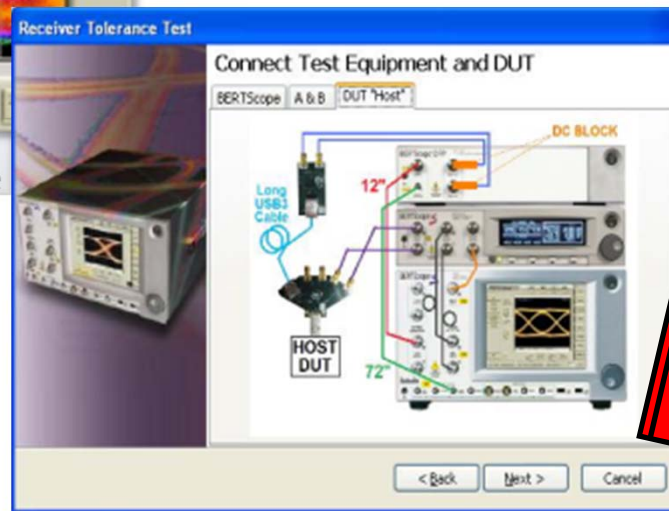 Receiver Tolerance Test
Connect Test Equipment and DUT
BERTScope
A & B
DUT "Host"
DC BLOCK
12"
Long
USB3
Cable
HOST
DUT
72"
< Back
Next >
Cancel